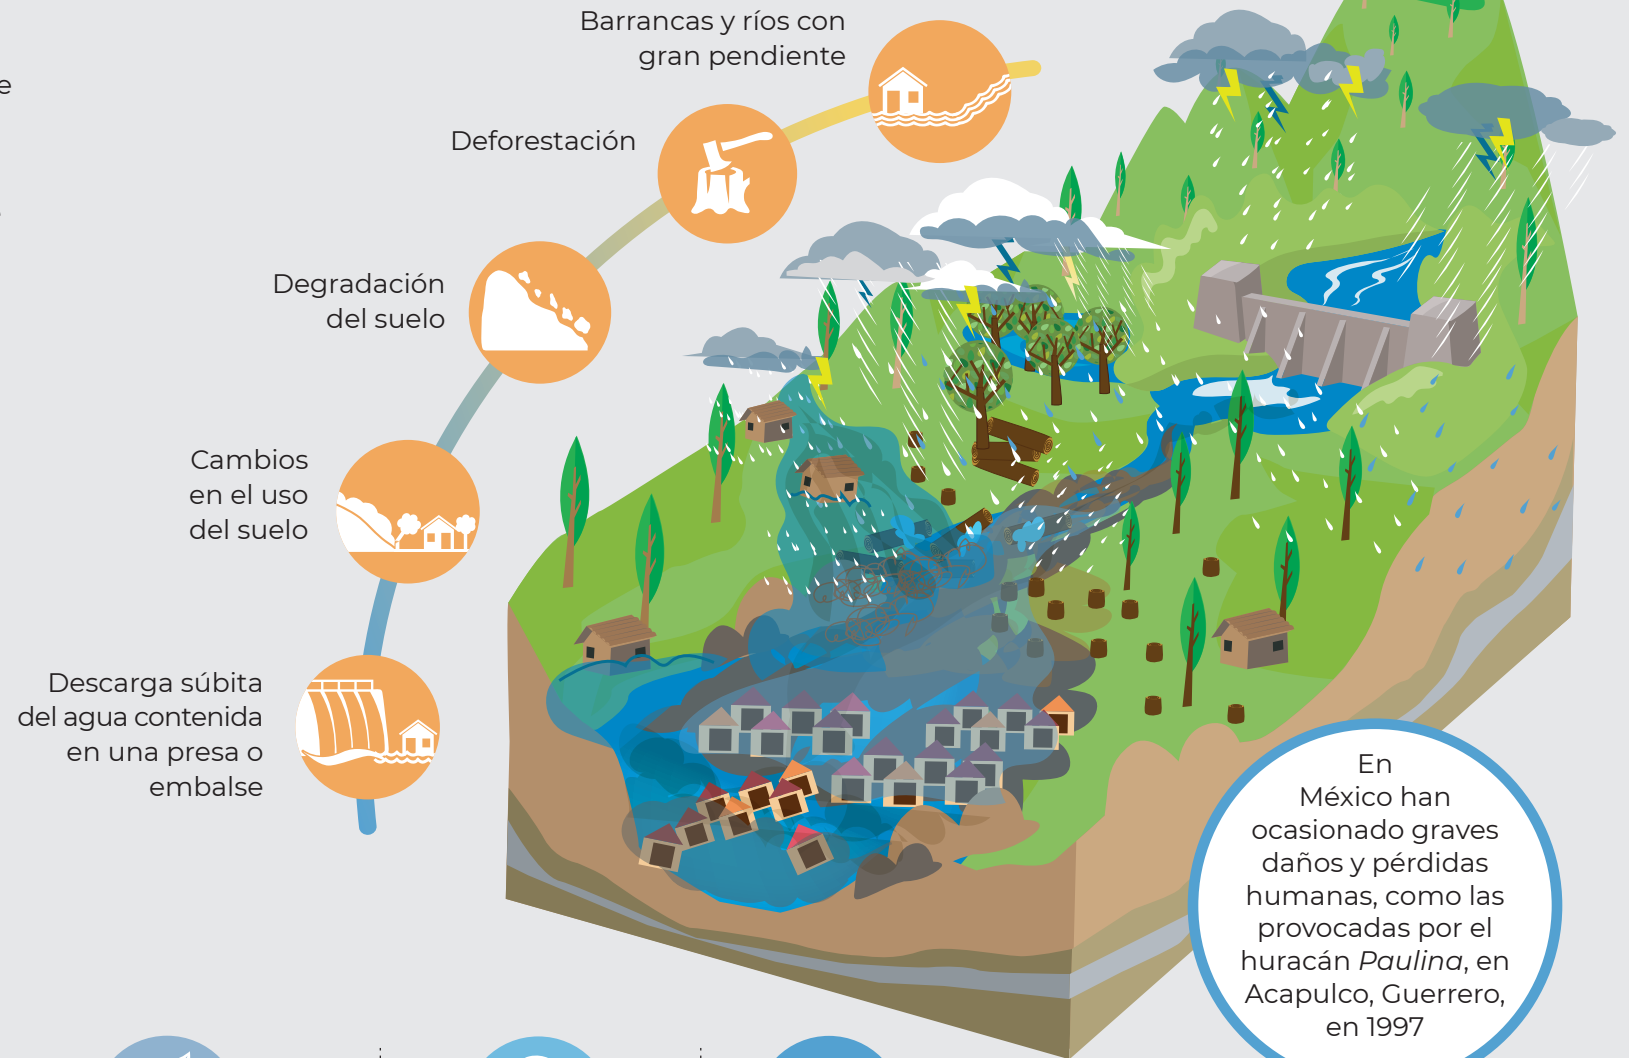 Barrancas y ríos con
gran pendiente
Deforestación
Degradación
del suelo
Cambios
en el uso
del suelo
Descarga súbita
del agua contenida
en una presa o
embalse
En
México han
ocasionado graves
daños y pérdidas
humanas, como las
provocadas por el
huracán Paulina, en
Acapulco, Guerrero,
en 1997